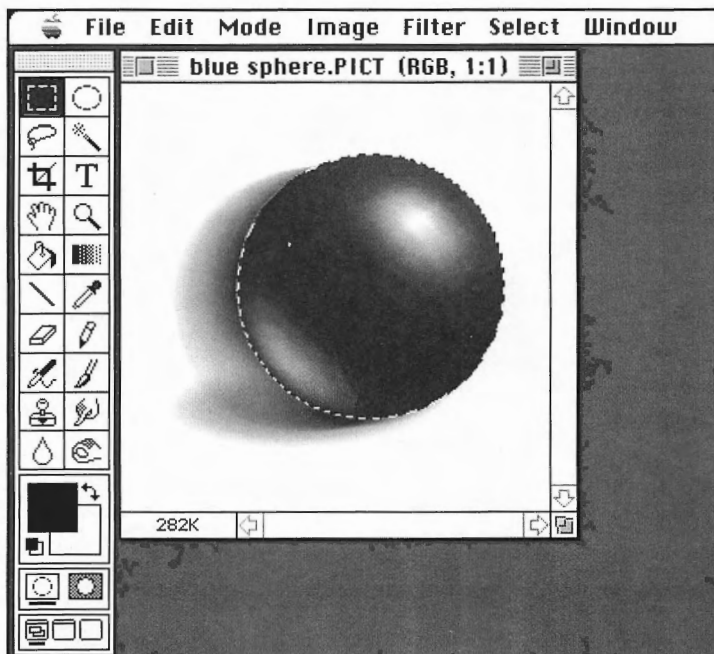 File Edit Mode Image Filter Select Window
blue sphere.PICT (RGB, 1:1)
T
282K